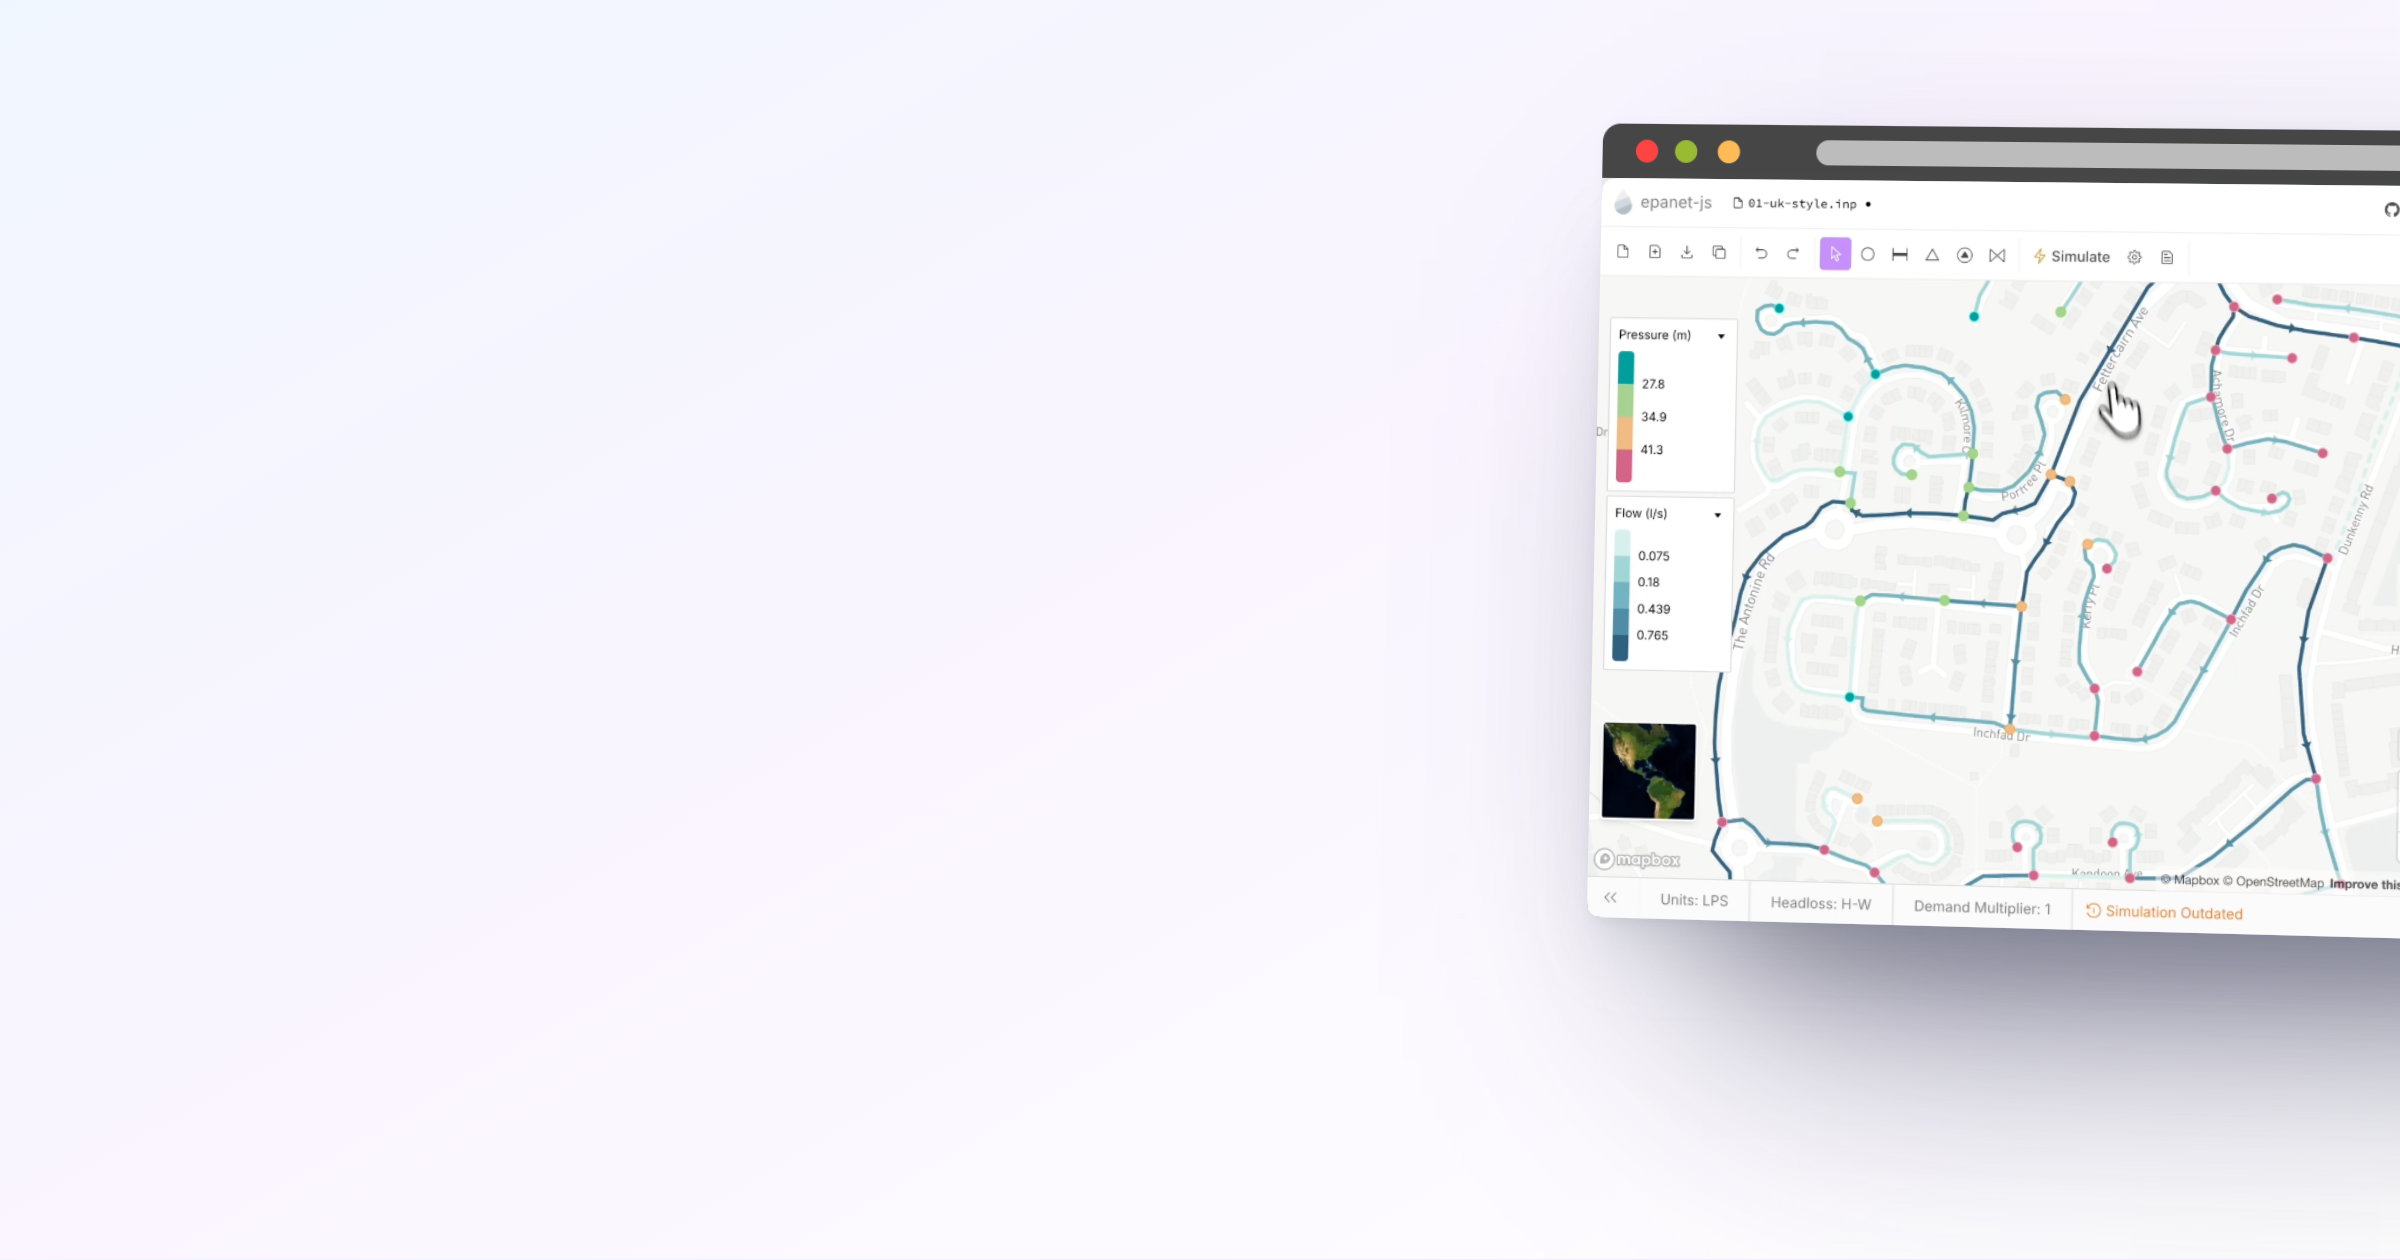 epanet-js
01-uk-style.inp •
Simulate
Pressure (m)
27.8
34.9
41.3
Flow (l/s)
0.075
0.18
0.439
0.765
Dr
Fettercairn Ave
Achamore Dr
Kilmore
Portree Pl
Dunkenny Rd
The Antonine Rd
Kerry Pl
Inchfad Dr
Inchfad Dr
H
mapbox
© Mapbox © OpenStreetMap Improve this
Units: LPS
Headloss: H-W
Demand Multiplier: 1
Simulation Outdated